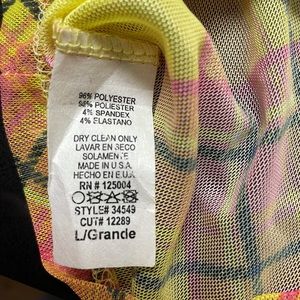 96% POLYESTER
96% POLIESTER
4% SPANDEX
4% ELASTANO
DRY CLEAN ONLY
LAVAR EN SECO
SOLAMENTE
MADE IN U.S.A.
HECHO EN E.U.A.
RN # 125004
STYLE# 34549
CUT# 12289
L/Grande